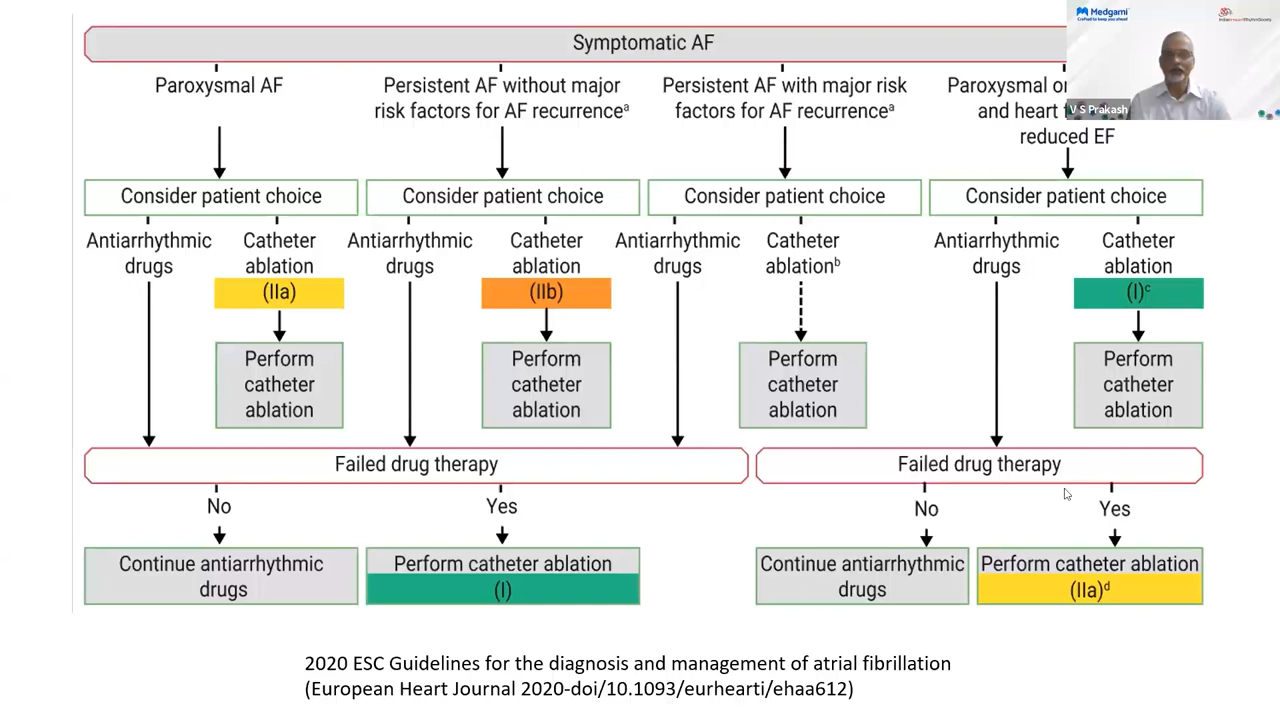 Medgami
Crafted to keep you ahead
V S Prakash
Symptomatic AF
Paroxysmal AF
Persistent AF without major
risk factors for AF recurrenceᵃ
Persistent AF with major risk
factors for AF recurrenceᵃ
Paroxysmal or
and heart
reduced EF
Consider patient choice
Consider patient choice
Consider patient choice
Consider patient choice
Antiarrhythmic
drugs
Catheter
ablation
(IIa)
Antiarrhythmic
drugs
Catheter
ablation
(IIb)
Antiarrhythmic
drugs
Catheter
ablationᵇ
Antiarrhythmic
drugs
Catheter
ablation
(I)ᶜ
Perform
catheter
ablation
Perform
catheter
ablation
Perform
catheter
ablation
Perform
catheter
ablation
Failed drug therapy
Failed drug therapy
No
Yes
No
Yes
Continue antiarrhythmic
drugs
Perform catheter ablation
(I)
Continue antiarrhythmic
drugs
Perform catheter ablation
(IIa)ᵈ
2020 ESC Guidelines for the diagnosis and management of atrial fibrillation
(European Heart Journal 2020-doi/10.1093/eurhearti/ehaa612)